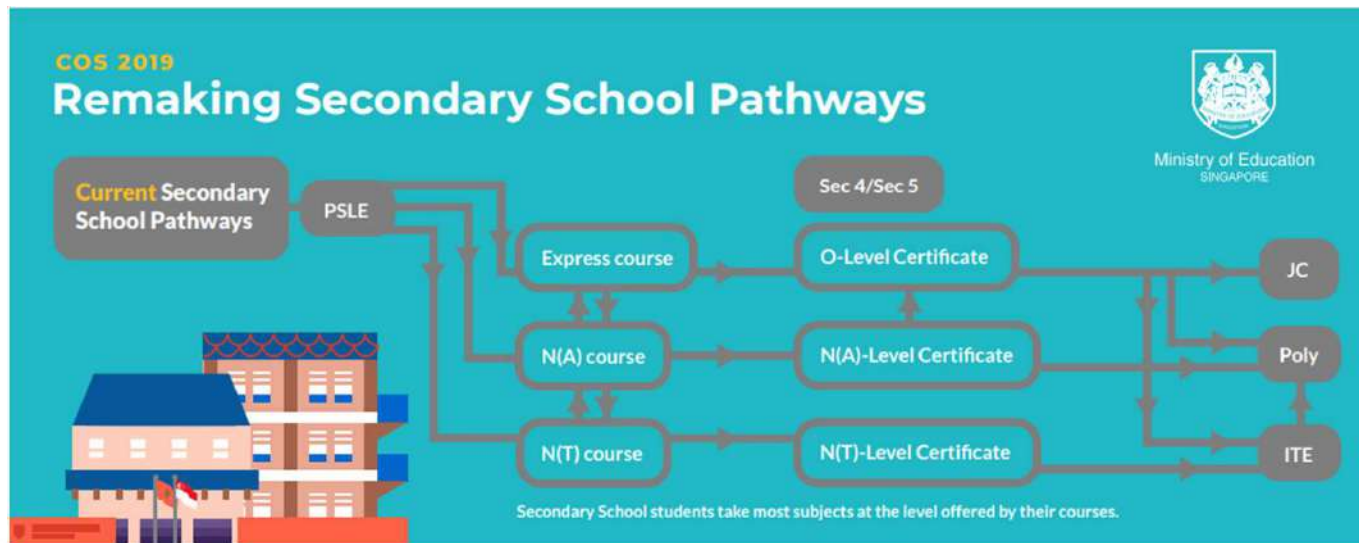 COS 2019
Remaking Secondary School Pathways
Ministry of Education
SINGAPORE
Current Secondary
School Pathways
PSLE
Sec 4/Sec 5
Express course
O-Level Certificate
JC
N(A) course
N(A)-Level Certificate
Poly
N(T) course
N(T)-Level Certificate
ITE
Secondary School students take most subjects at the level offered by their courses.